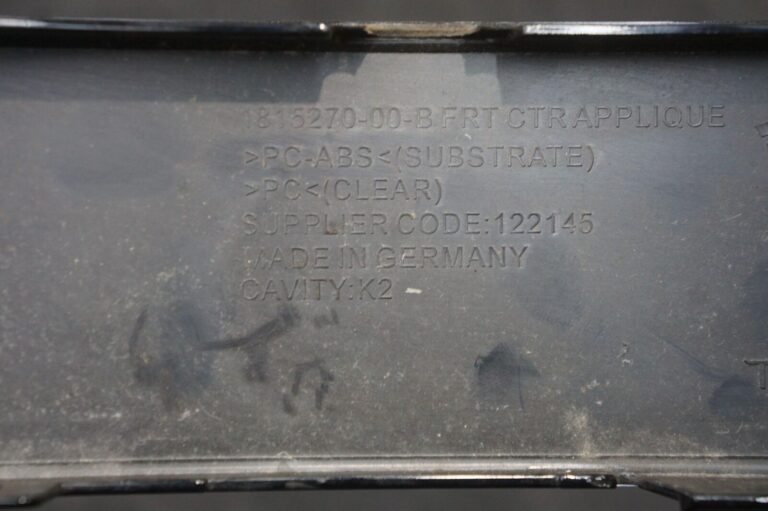 1815270-00-B FRT CTR APPLIQUE
>PC-ABS<(SUBSTRATE)
>PC<(CLEAR)
SUPPLIER CODE:122145
MADE IN GERMANY
CAVITY:K2